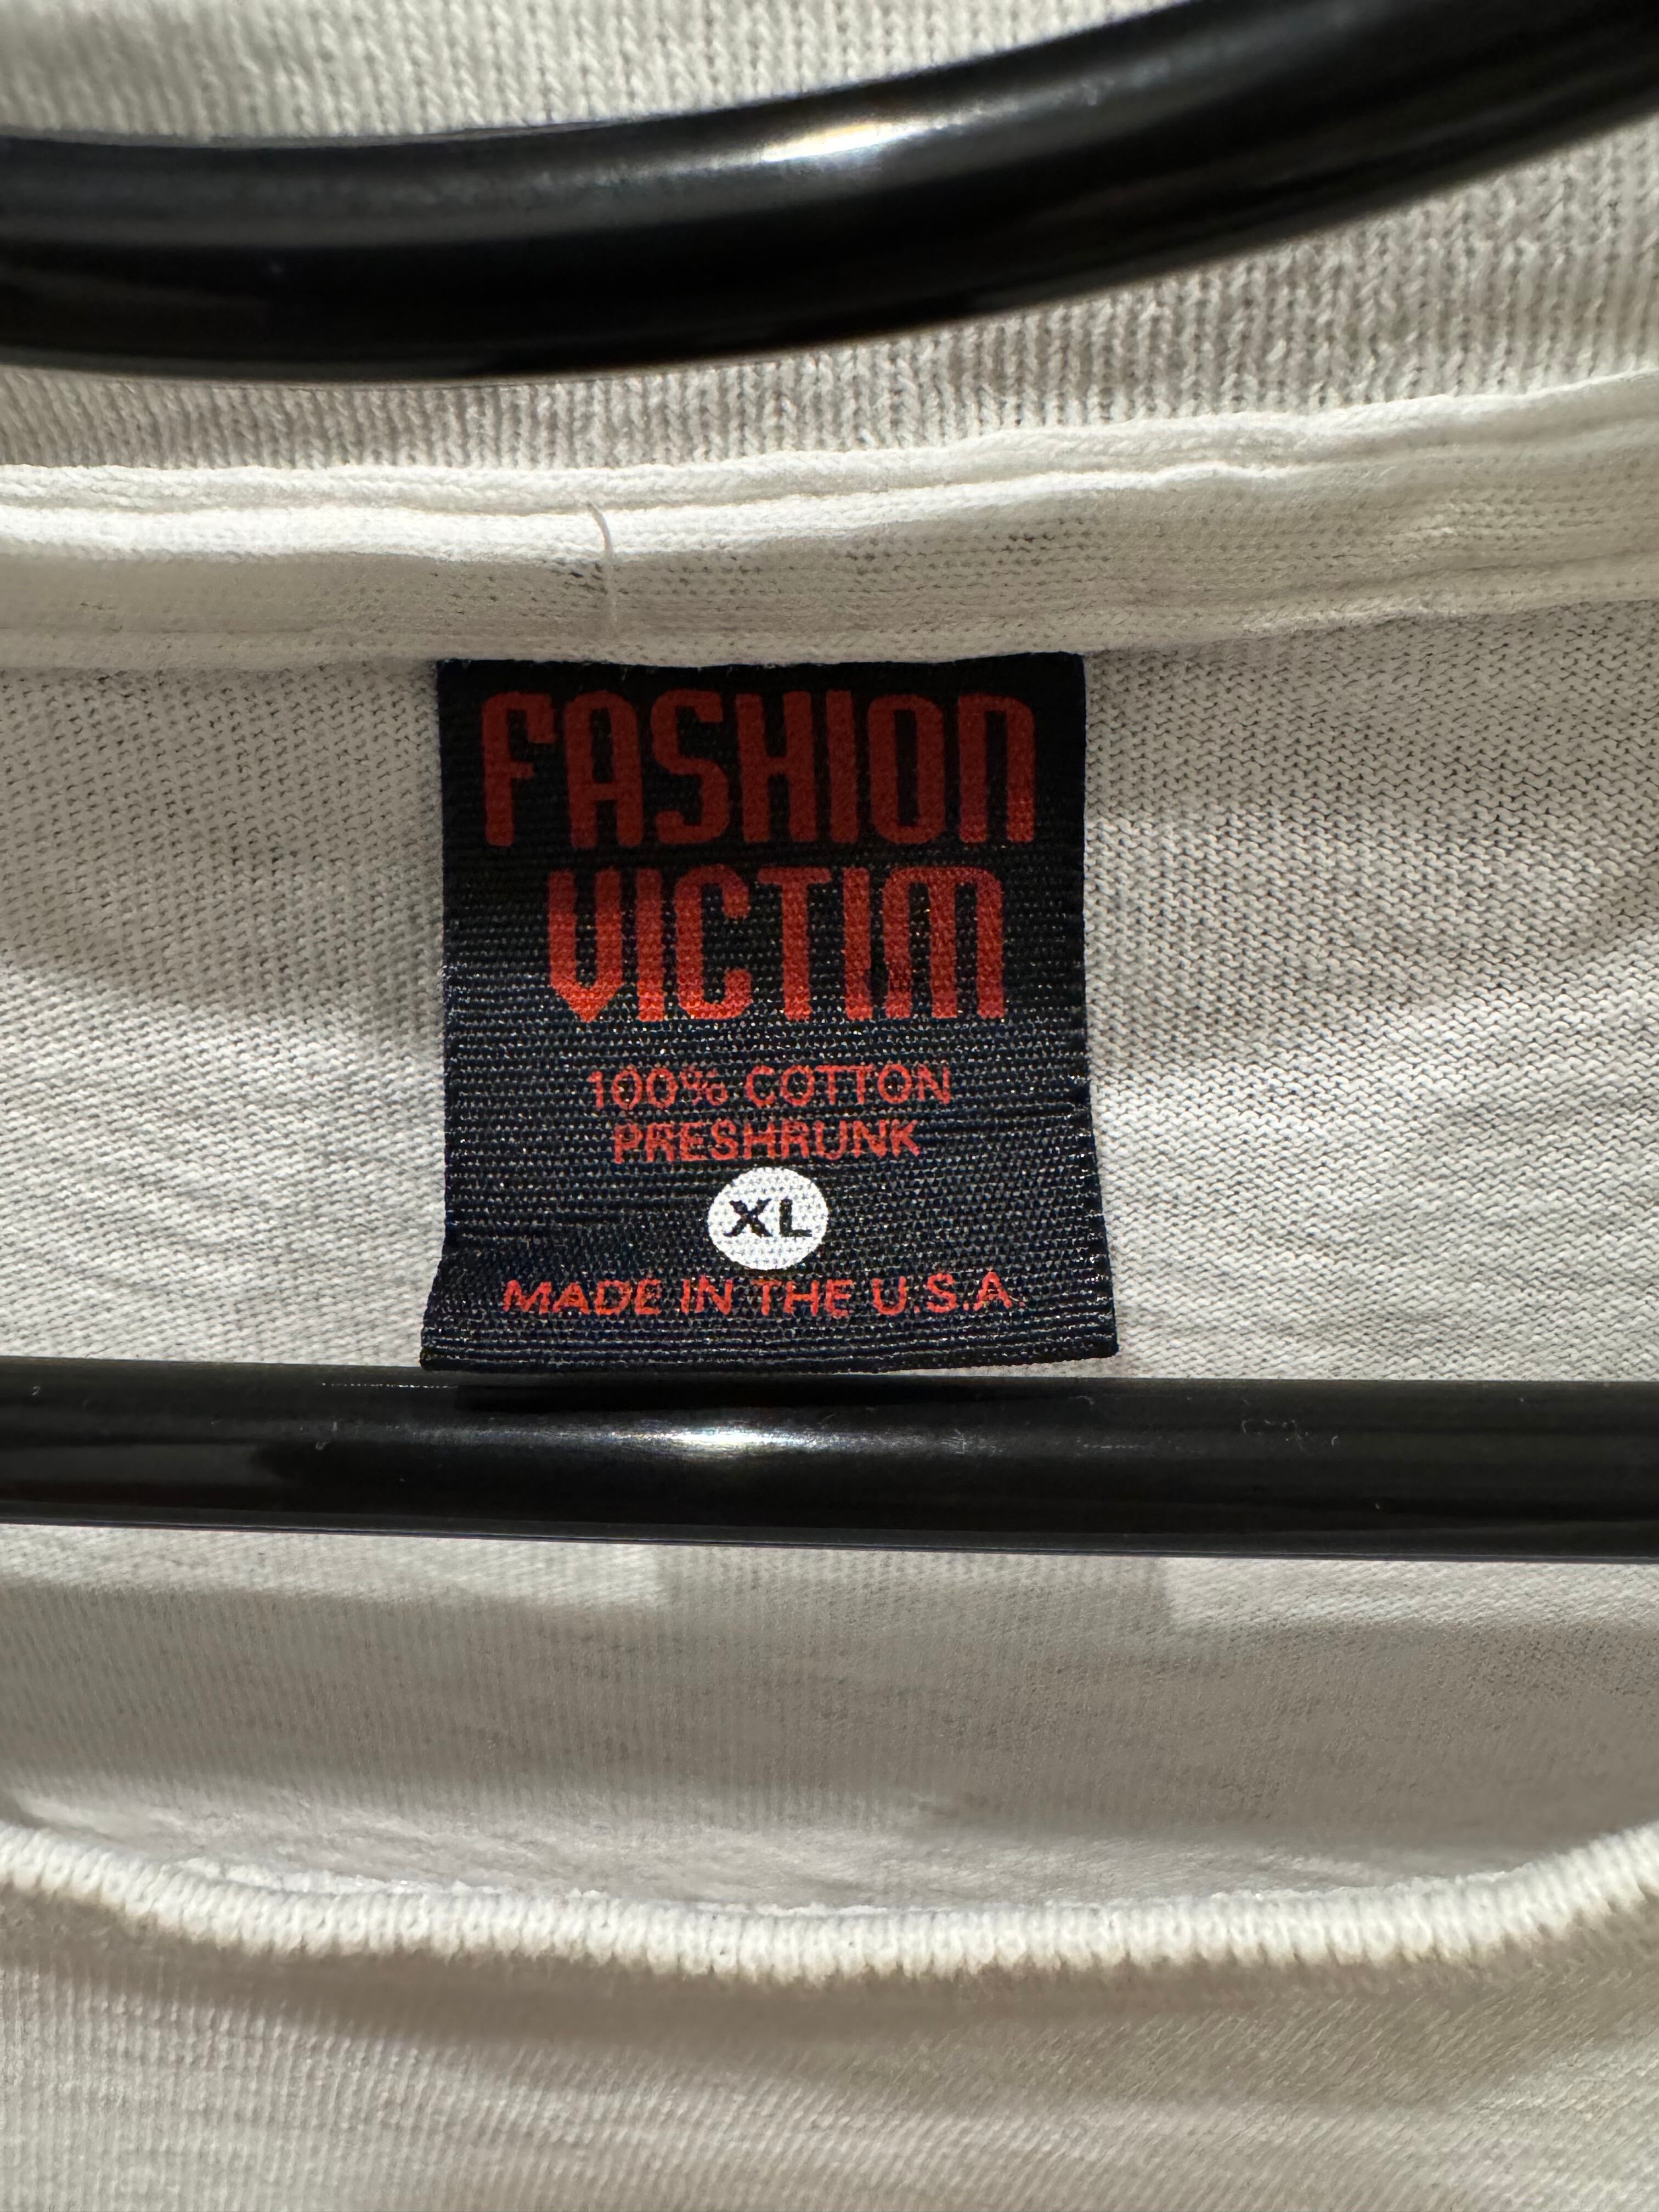 FASHION
VICTIM
100% COTTON
PRESHRUNK
XL
MADE IN THE U.S.A.